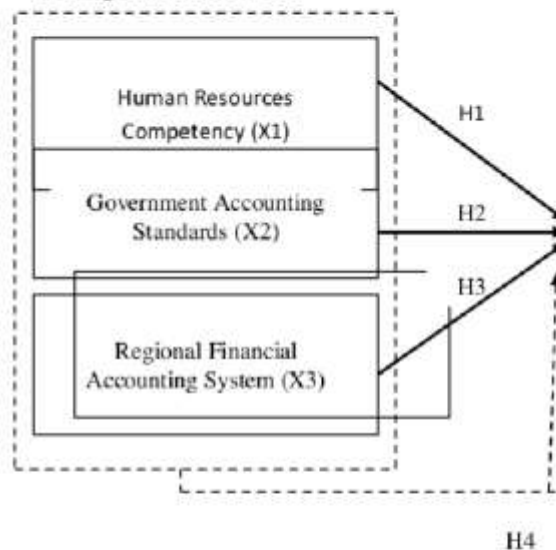 Human Resources
Competency (X1)
H1
Government Accounting
Standards (X2)
H2
H3
Regional Financial
Accounting System (X3)
H4